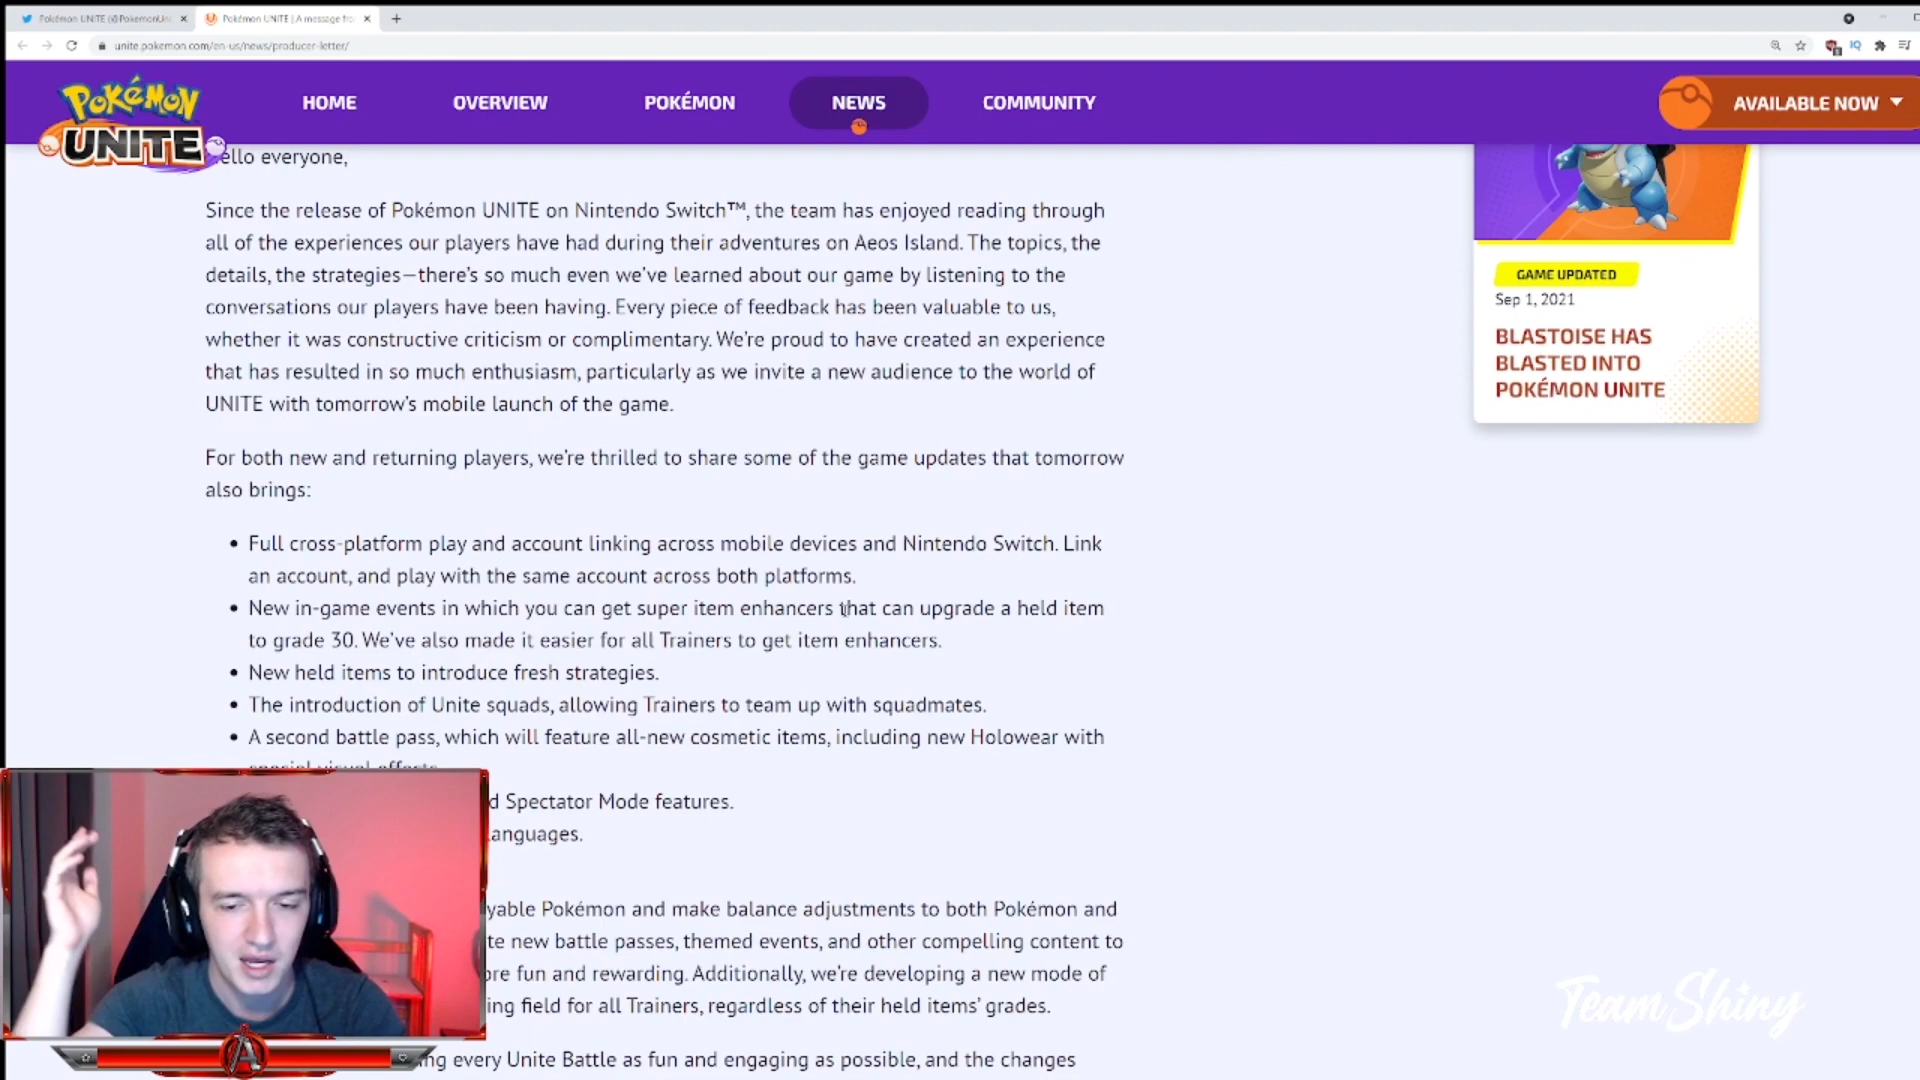 Pokémon UNITE (@PokemonUni
Pokémon UNITE | A message fro
unite.pokemon.com/en-us/news/producer-letter/
POKéMON
UNITE
HOME
OVERVIEW
POKÉMON
NEWS
COMMUNITY
AVAILABLE NOW
ello everyone,
Since the release of Pokémon UNITE on Nintendo Switch™, the team has enjoyed reading through
all of the experiences our players have had during their adventures on Aeos Island. The topics, the
details, the strategies—there's so much even we've learned about our game by listening to the
conversations our players have been having. Every piece of feedback has been valuable to us,
whether it was constructive criticism or complimentary. We're proud to have created an experience
that has resulted in so much enthusiasm, particularly as we invite a new audience to the world of
UNITE with tomorrow's mobile launch of the game.
For both new and returning players, we're thrilled to share some of the game updates that tomorrow
also brings:
• Full cross-platform play and account linking across mobile devices and Nintendo Switch. Link
an account, and play with the same account across both platforms.
• New in-game events in which you can get super item enhancers that can upgrade a held item
to grade 30. We've also made it easier for all Trainers to get item enhancers.
• New held items to introduce fresh strategies.
• The introduction of Unite squads, allowing Trainers to team up with squadmates.
• A second battle pass, which will feature all-new cosmetic items, including new Holowear with
special visual effects.
d Spectator Mode features.
languages.
yable Pokémon and make balance adjustments to both Pokémon and
te new battle passes, themed events, and other compelling content to
ore fun and rewarding. Additionally, we're developing a new mode of
ing field for all Trainers, regardless of their held items' grades.
ng every Unite Battle as fun and engaging as possible, and the changes
GAME UPDATED
Sep 1, 2021
BLASTOISE HAS
BLASTED INTO
POKÉMON UNITE
TeamShiny